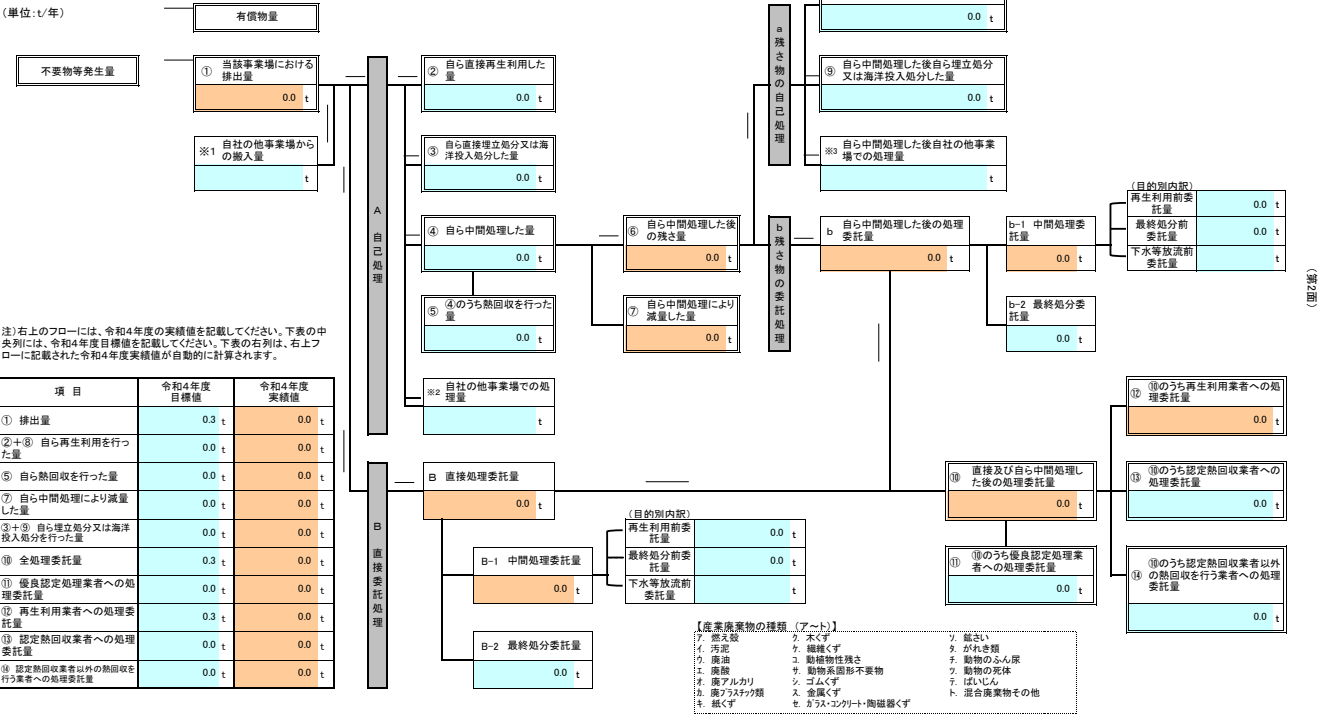 (単位:t/年)
有償物量
不要物等発生量
① 当該事業場における
排出量
0.0 t
※1 自社の他事業場から
の搬入量
t
A 自己処理
② 自ら直接再生利用した
量
0.0 t
③ 自ら直接埋立処分又は海
洋投入処分した量
0.0 t
④ 自ら中間処理した量
0.0 t
⑤ ④のうち熱回収を行った
量
0.0 t
※2 自社の他事業場での処
理量
t
⑥ 自ら中間処理した後
の残さ量
0.0 t
⑦ 自ら中間処理により
減量した量
0.0 t
a 残さ物の自己処理
0.0 t
⑨ 自ら中間処理した後自ら埋立処分
又は海洋投入処分した量
0.0 t
※3 自ら中間処理した後自社の他事業
場での処理量
t
b 残さ物の委託処理
b 自ら中間処理した後の処理
委託量
0.0 t
b-1 中間処理委
託量
0.0 t
b-2 最終処分委
託量
0.0 t
(目的別内訳)
再生利用前委
託量
0.0 t
最終処分前
委託量
0.0 t
下水等放流前
委託量
(第2面)
注)右上のフローには、令和4年度の実績値を記載してください。下表の中
央列には、令和4年度目標値を記載してください。下表の右列は、右上フ
ローに記載された令和4年度実績値が自動的に計算されます。
項 目 令和4年度 目標値 令和4年度 実績値
① 排出量 0.3 t 0.0 t
②+⑧ 自ら再生利用を行っ
た量 0.0 t 0.0 t
⑤ 自ら熱回収を行った量 0.0 t 0.0 t
⑦ 自ら中間処理により減量
した量 0.0 t 0.0 t
③+⑨ 自ら埋立処分又は海洋
投入処分を行った量 0.0 t 0.0 t
⑩ 全処理委託量 0.3 t 0.0 t
⑪ 優良認定処理業者への処
理委託量 0.0 t 0.0 t
⑫ 再生利用業者への処理委
託量 0.3 t 0.0 t
⑬ 認定熱回収業者への処理
委託量 0.0 t 0.0 t
⑭ 認定熱回収業者以外の熱回収を
行う業者への処理委託量 0.0 t 0.0 t
B 直接委託処理
B 直接処理委託量
0.0 t
B-1 中間処理委託量
0.0 t
B-2 最終処分委託量
0.0 t
(目的別内訳)
再生利用前委
託量
0.0 t
最終処分前委
託量
0.0 t
下水等放流前
委託量
⑩ 直接及び自ら中間処理し
た後の処理委託量
0.0 t
⑪ ⑩のうち優良認定処理業
者への処理委託量
0.0 t
⑫ ⑩のうち再生利用業者への処
理委託量
0.0 t
⑬ ⑩のうち認定熱回収業者への
処理委託量
0.0 t
⑭ ⑩のうち認定熱回収業者以外
の熱回収を行う業者への処理
委託量
0.0 t
【産業廃棄物の種類 (ア~ト)】
ア. 燃え殻 ク. 木くず ソ. 鉱さい
イ. 汚泥 ケ. 繊維くず タ. がれき類
ウ. 廃油 コ. 動植物性残さ チ. 動物のふん尿
エ. 廃酸 サ. 動物系固形不要物 ツ. 動物の死体
オ. 廃アルカリ シ. ゴムくず テ. ばいじん
カ. 廃プラスチック類 ス. 金属くず ト. 混合廃棄物その他
キ. 紙くず セ. ガラス・コンクリート・陶磁器くず